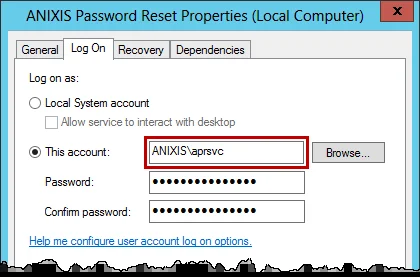 ANIXIS Password Reset Properties (Local Computer)
x
General Log On Recovery Dependencies
Log on as:
Local System account
Allow service to interact with desktop
This account: ANIXIS\aprsvc Browse...
Password: ●●●●●●●●●●●●●●●
Confirm password: ●●●●●●●●●●●●●●●
Help me configure user account log on options.